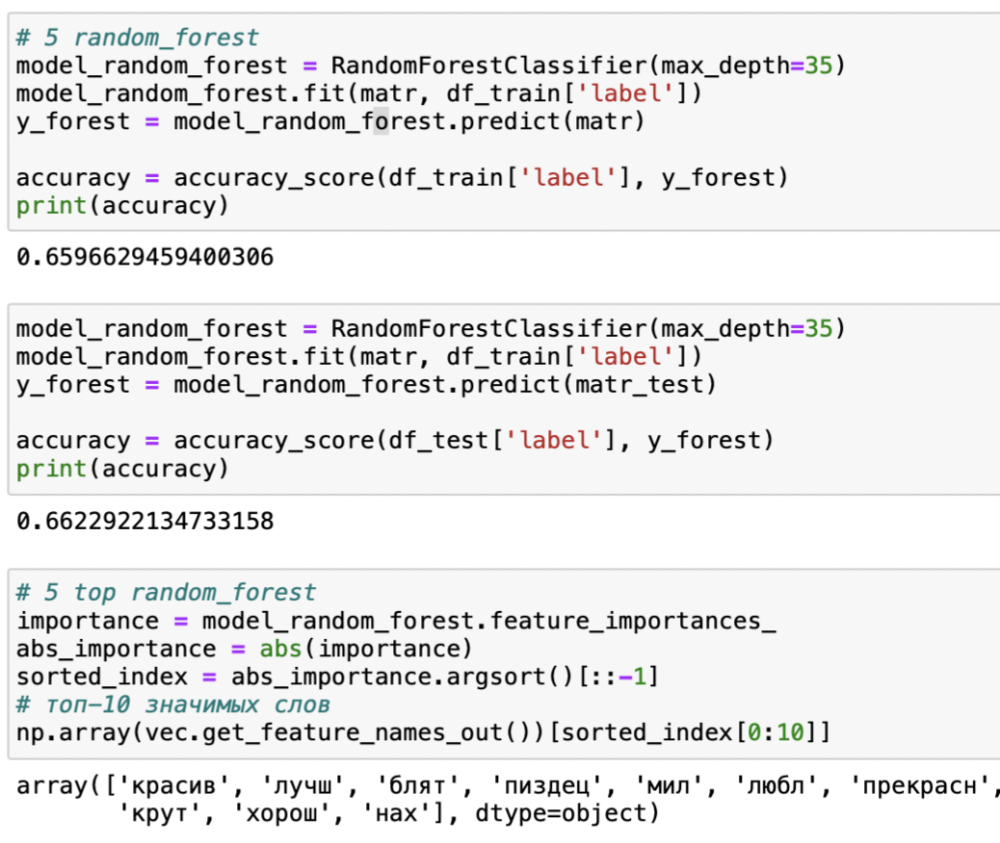 # 5 random_forest
model_random_forest = RandomForestClassifier(max_depth=35)
model_random_forest.fit(matr, df_train['label'])
y_forest = model_random_forest.predict(matr)
accuracy = accuracy_score(df_train['label'], y_forest)
print(accuracy)
0.6596629459400306
model_random_forest = RandomForestClassifier(max_depth=35)
model_random_forest.fit(matr, df_train['label'])
y_forest = model_random_forest.predict(matr_test)
accuracy = accuracy_score(df_test['label'], y_forest)
print(accuracy)
0.6622922134733158
# 5 top random_forest
importance = model_random_forest.feature_importances_
abs_importance = abs(importance)
sorted_index = abs_importance.argsort()[::-1]
# топ-10 значимых слов
np.array(vec.get_feature_names_out())[sorted_index[0:10]]
array(['красив', 'лучш', 'блят', 'пиздец', 'мил', 'любл', 'прекрасн',
'крут', 'хорош', 'нах'], dtype=object)